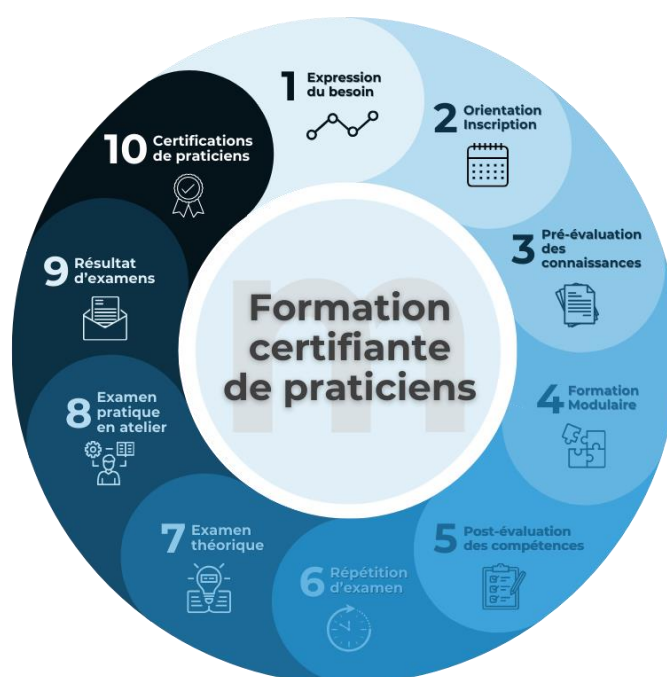 1 Expression
du besoin
2 Orientation
Inscription
3 Pré-évaluation
des
connaissances
4 Formation
Modulaire
5 Post-évaluation
des compétences
6 Répétition
d'examen
7 Examen
théorique
8 Examen
pratique
en atelier
9 Résultat
d'examens
10 Certifications
de praticiens
m
Formation
certifiante
de praticiens